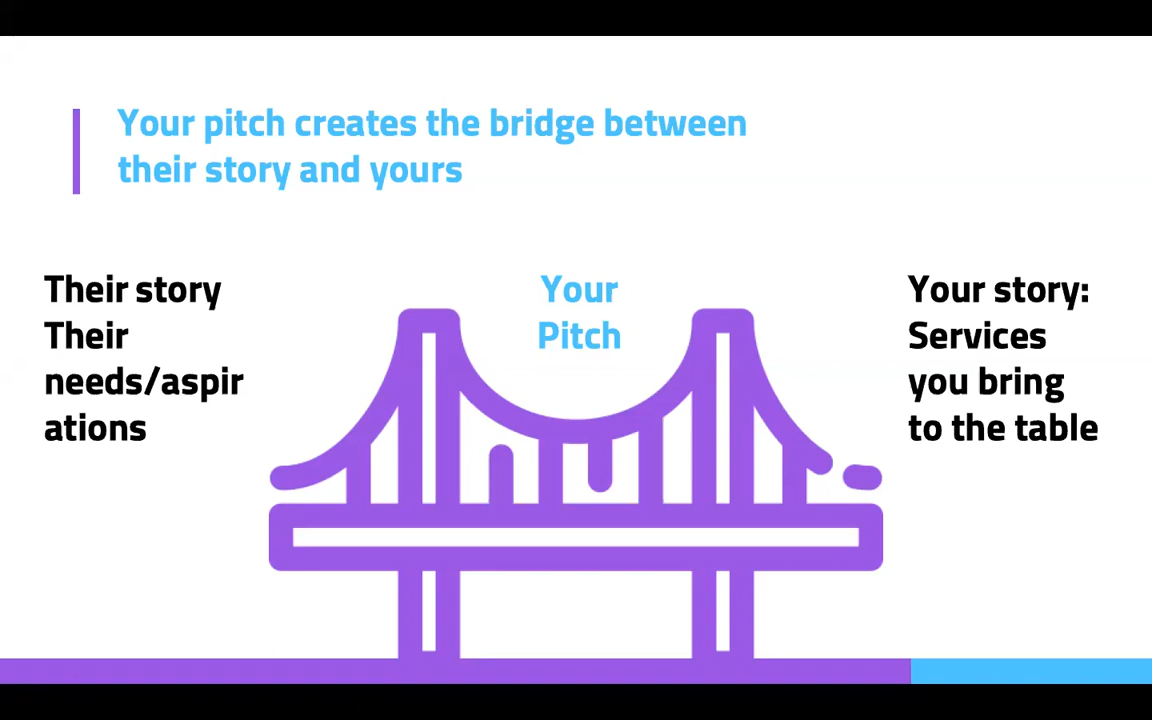 Your pitch creates the bridge between
their story and yours
Their story
Their
needs/aspir
ations
Your
Pitch
Your story:
Services
you bring
to the table